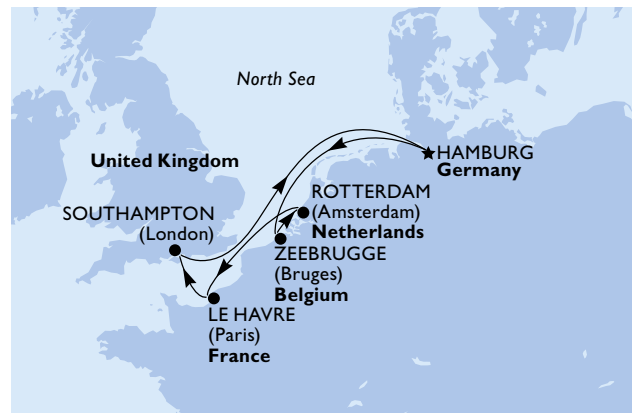 North Sea
United Kingdom
HAMBURG
Germany
SOUTHAMPTON
(London)
ROTTERDAM
(Amsterdam)
Netherlands
ZEEBRUGGE
(Bruges)
Belgium
LE HAVRE
(Paris)
France